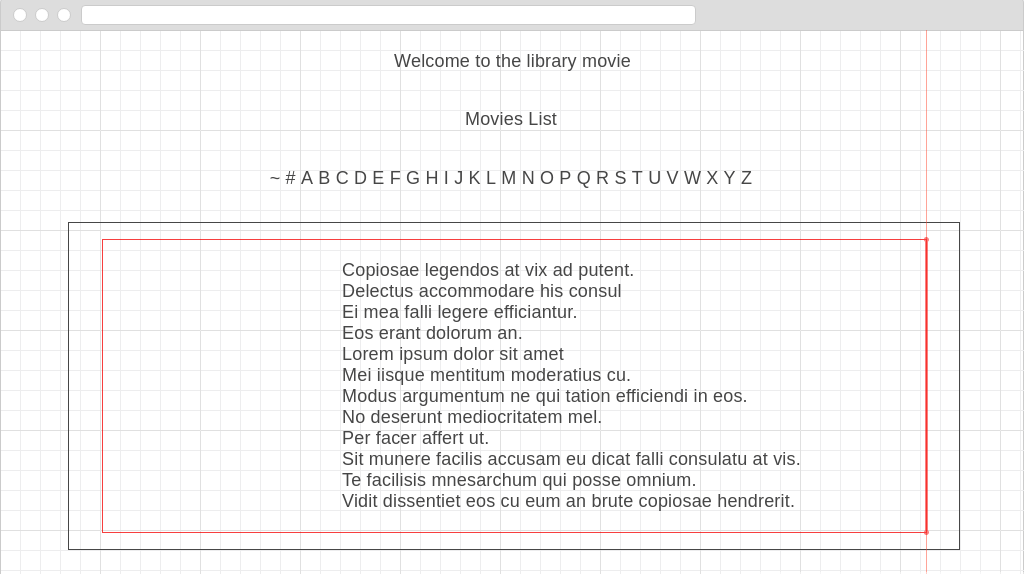 Welcome to the library movie
Movies List
~ # A B C D E F G H I J K L M N O P Q R S T U V W X Y Z
Copiosae legendos at vix ad putent.
Delectus accommodare his consul
Ei mea falli legere efficiantur.
Eos erant dolorum an.
Lorem ipsum dolor sit amet
Mei iisque mentitum moderatius cu.
Modus argumentum ne qui tation efficiendi in eos.
No deserunt mediocritatem mel.
Per facer affert ut.
Sit munere facilis accusam eu dicat falli consulatu at vis.
Te facilisis mnesarchum qui posse omnium.
Vidit dissentiet eos cu eum an brute copiosae hendrerit.